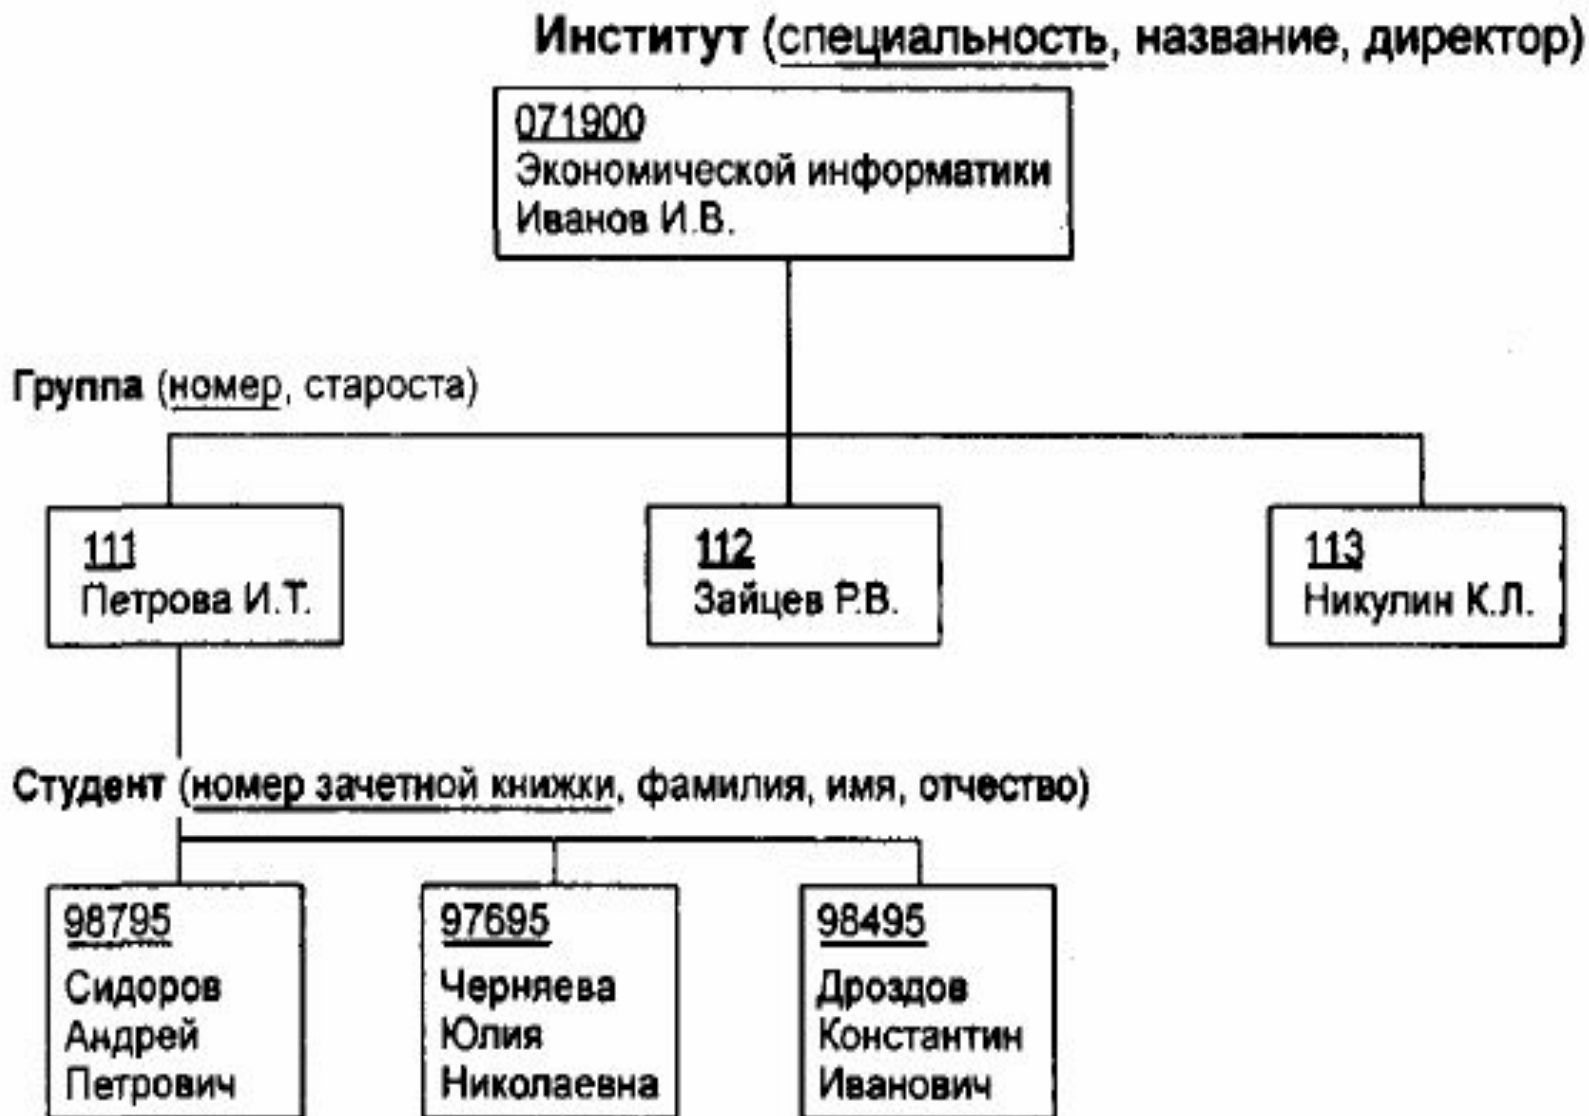 Институт (специальность, название, директор)
071900
Экономической информатики
Иванов И.В.
Группа (номер, староста)
111
Петрова И.Т.
112
Зайцев Р.В.
113
Никулин К.Л.
Студент (номер зачетной книжки, фамилия, имя, отчество)
98795
Сидоров
Андрей
Петрович
97695
Черняева
Юлия
Николаевна
98495
Дроздов
Константин
Иванович